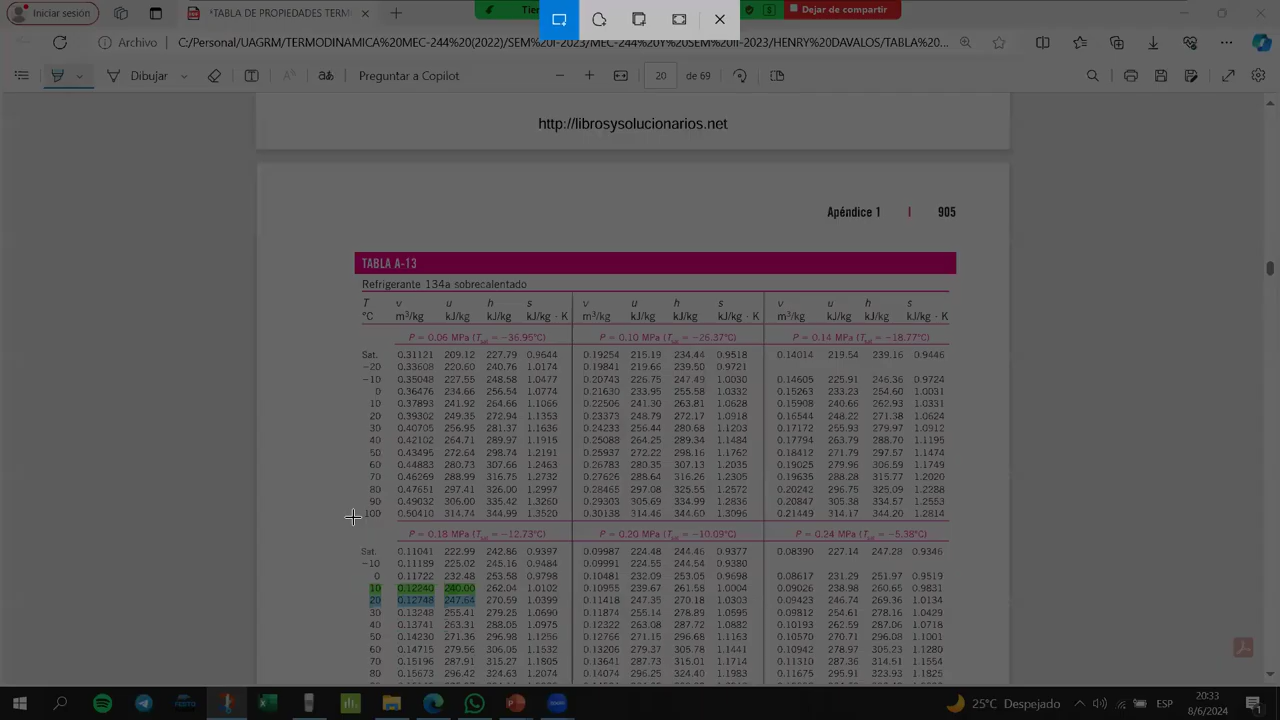 Iniciar sesión
*TABLA DE PROPIEDADES TERM
Tien
Dejar de compartir
Archivo
C:/Personal/UAGRM/TERMODINAMICA%20MEC-244%20(2022)/SEM%20I-2023/MEC-244%20Y%20SEM%20II-2023/HENRY%20DAVALOS/TABLA%20...
Dibujar
Preguntar a Copilot
20
de 69
http://librosysolucionarios.net
Apéndice 1 | 905
TABLA A-13
Refrigerante 134a sobrecalentado
T v u h s v u h s v u h s
°C m³/kg kJ/kg kJ/kg kJ/kg · K m³/kg kJ/kg kJ/kg kJ/kg · K m³/kg kJ/kg kJ/kg kJ/kg · K
P = 0.06 MPa (Tsat = −36.95°C) P = 0.10 MPa (Tsat = −26.37°C) P = 0.14 MPa (Tsat = −18.77°C)
Sat. 0.31121 209.12 227.79 0.9644 0.19254 215.19 234.44 0.9518 0.14014 219.54 239.16 0.9446
−20 0.33608 220.60 240.76 1.0174 0.19841 219.66 239.50 0.9721
−10 0.35048 227.55 248.58 1.0477 0.20743 226.75 247.49 1.0030 0.14605 225.91 246.36 0.9724
0 0.36476 234.66 256.54 1.0774 0.21630 233.95 255.58 1.0332 0.15263 233.23 254.60 1.0031
10 0.37893 241.92 264.66 1.1066 0.22506 241.30 263.81 1.0628 0.15908 240.66 262.93 1.0331
20 0.39302 249.35 272.94 1.1353 0.23373 248.79 272.17 1.0918 0.16544 248.22 271.38 1.0624
30 0.40705 256.95 281.37 1.1636 0.24233 256.44 280.68 1.1203 0.17172 255.93 279.97 1.0912
40 0.42102 264.71 289.97 1.1915 0.25088 264.25 289.34 1.1484 0.17794 263.79 288.70 1.1195
50 0.43495 272.64 298.74 1.2191 0.25937 272.22 298.16 1.1762 0.18412 271.79 297.57 1.1474
60 0.44883 280.73 307.66 1.2463 0.26783 280.35 307.13 1.2035 0.19025 279.96 306.59 1.1749
70 0.46269 288.99 316.75 1.2732 0.27626 288.64 316.26 1.2305 0.19635 288.28 315.77 1.2020
80 0.47651 297.41 326.00 1.2997 0.28465 297.08 325.55 1.2572 0.20242 296.75 325.09 1.2288
90 0.49032 306.00 335.42 1.3260 0.29303 305.69 334.99 1.2836 0.20847 305.38 334.57 1.2553
100 0.50410 314.74 344.99 1.3520 0.30138 314.46 344.60 1.3096 0.21449 314.17 344.20 1.2814
P = 0.18 MPa (Tsat = −12.73°C) P = 0.20 MPa (Tsat = −10.09°C) P = 0.24 MPa (Tsat = −5.38°C)
Sat. 0.11041 222.99 242.86 0.9397 0.09987 224.48 244.46 0.9377 0.08390 227.14 247.28 0.9346
−10 0.11189 225.02 245.16 0.9484 0.09991 224.55 244.54 0.9380
0 0.11722 232.48 253.58 0.9798 0.10481 232.09 253.05 0.9698 0.08617 231.29 251.97 0.9519
10 0.12240 240.00 262.04 1.0102 0.10955 239.67 261.58 1.0004 0.09026 238.98 260.65 0.9831
20 0.12748 247.64 270.59 1.0399 0.11418 247.35 270.18 1.0303 0.09423 246.74 269.36 1.0134
30 0.13248 255.41 279.25 1.0690 0.11874 255.14 278.89 1.0595 0.09812 254.61 278.16 1.0429
40 0.13741 263.31 288.05 1.0975 0.12322 263.08 287.72 1.0882 0.10193 262.59 287.06 1.0718
50 0.14230 271.36 296.98 1.1256 0.12766 271.15 296.68 1.1163 0.10570 270.71 296.08 1.1001
60 0.14715 279.56 306.05 1.1532 0.13206 279.37 305.78 1.1441 0.10942 278.97 305.23 1.1280
70 0.15196 287.91 315.27 1.1805 0.13641 287.73 315.01 1.1714 0.11310 287.36 314.51 1.1554
80 0.15673 296.42 324.63 1.2074 0.14074 296.25 324.40 1.1983 0.11675 295.91 323.93 1.1825
25°C Despejado
ESP
20:33
8/6/2024